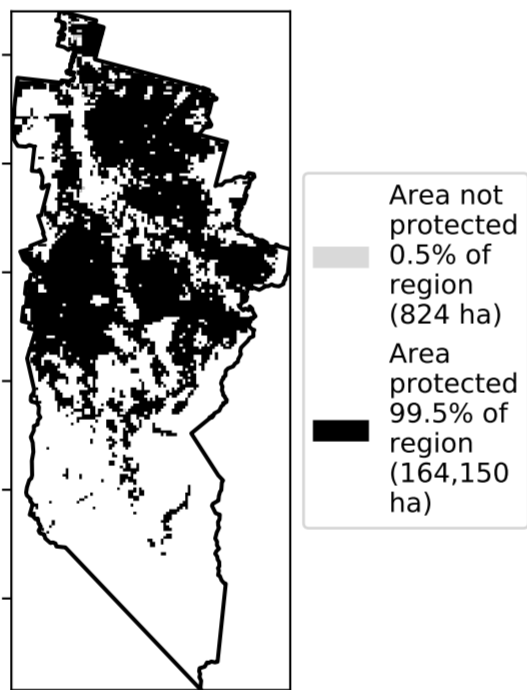 Area not
protected
0.5% of
region
(824 ha)
Area
protected
99.5% of
region
(164,150
ha)